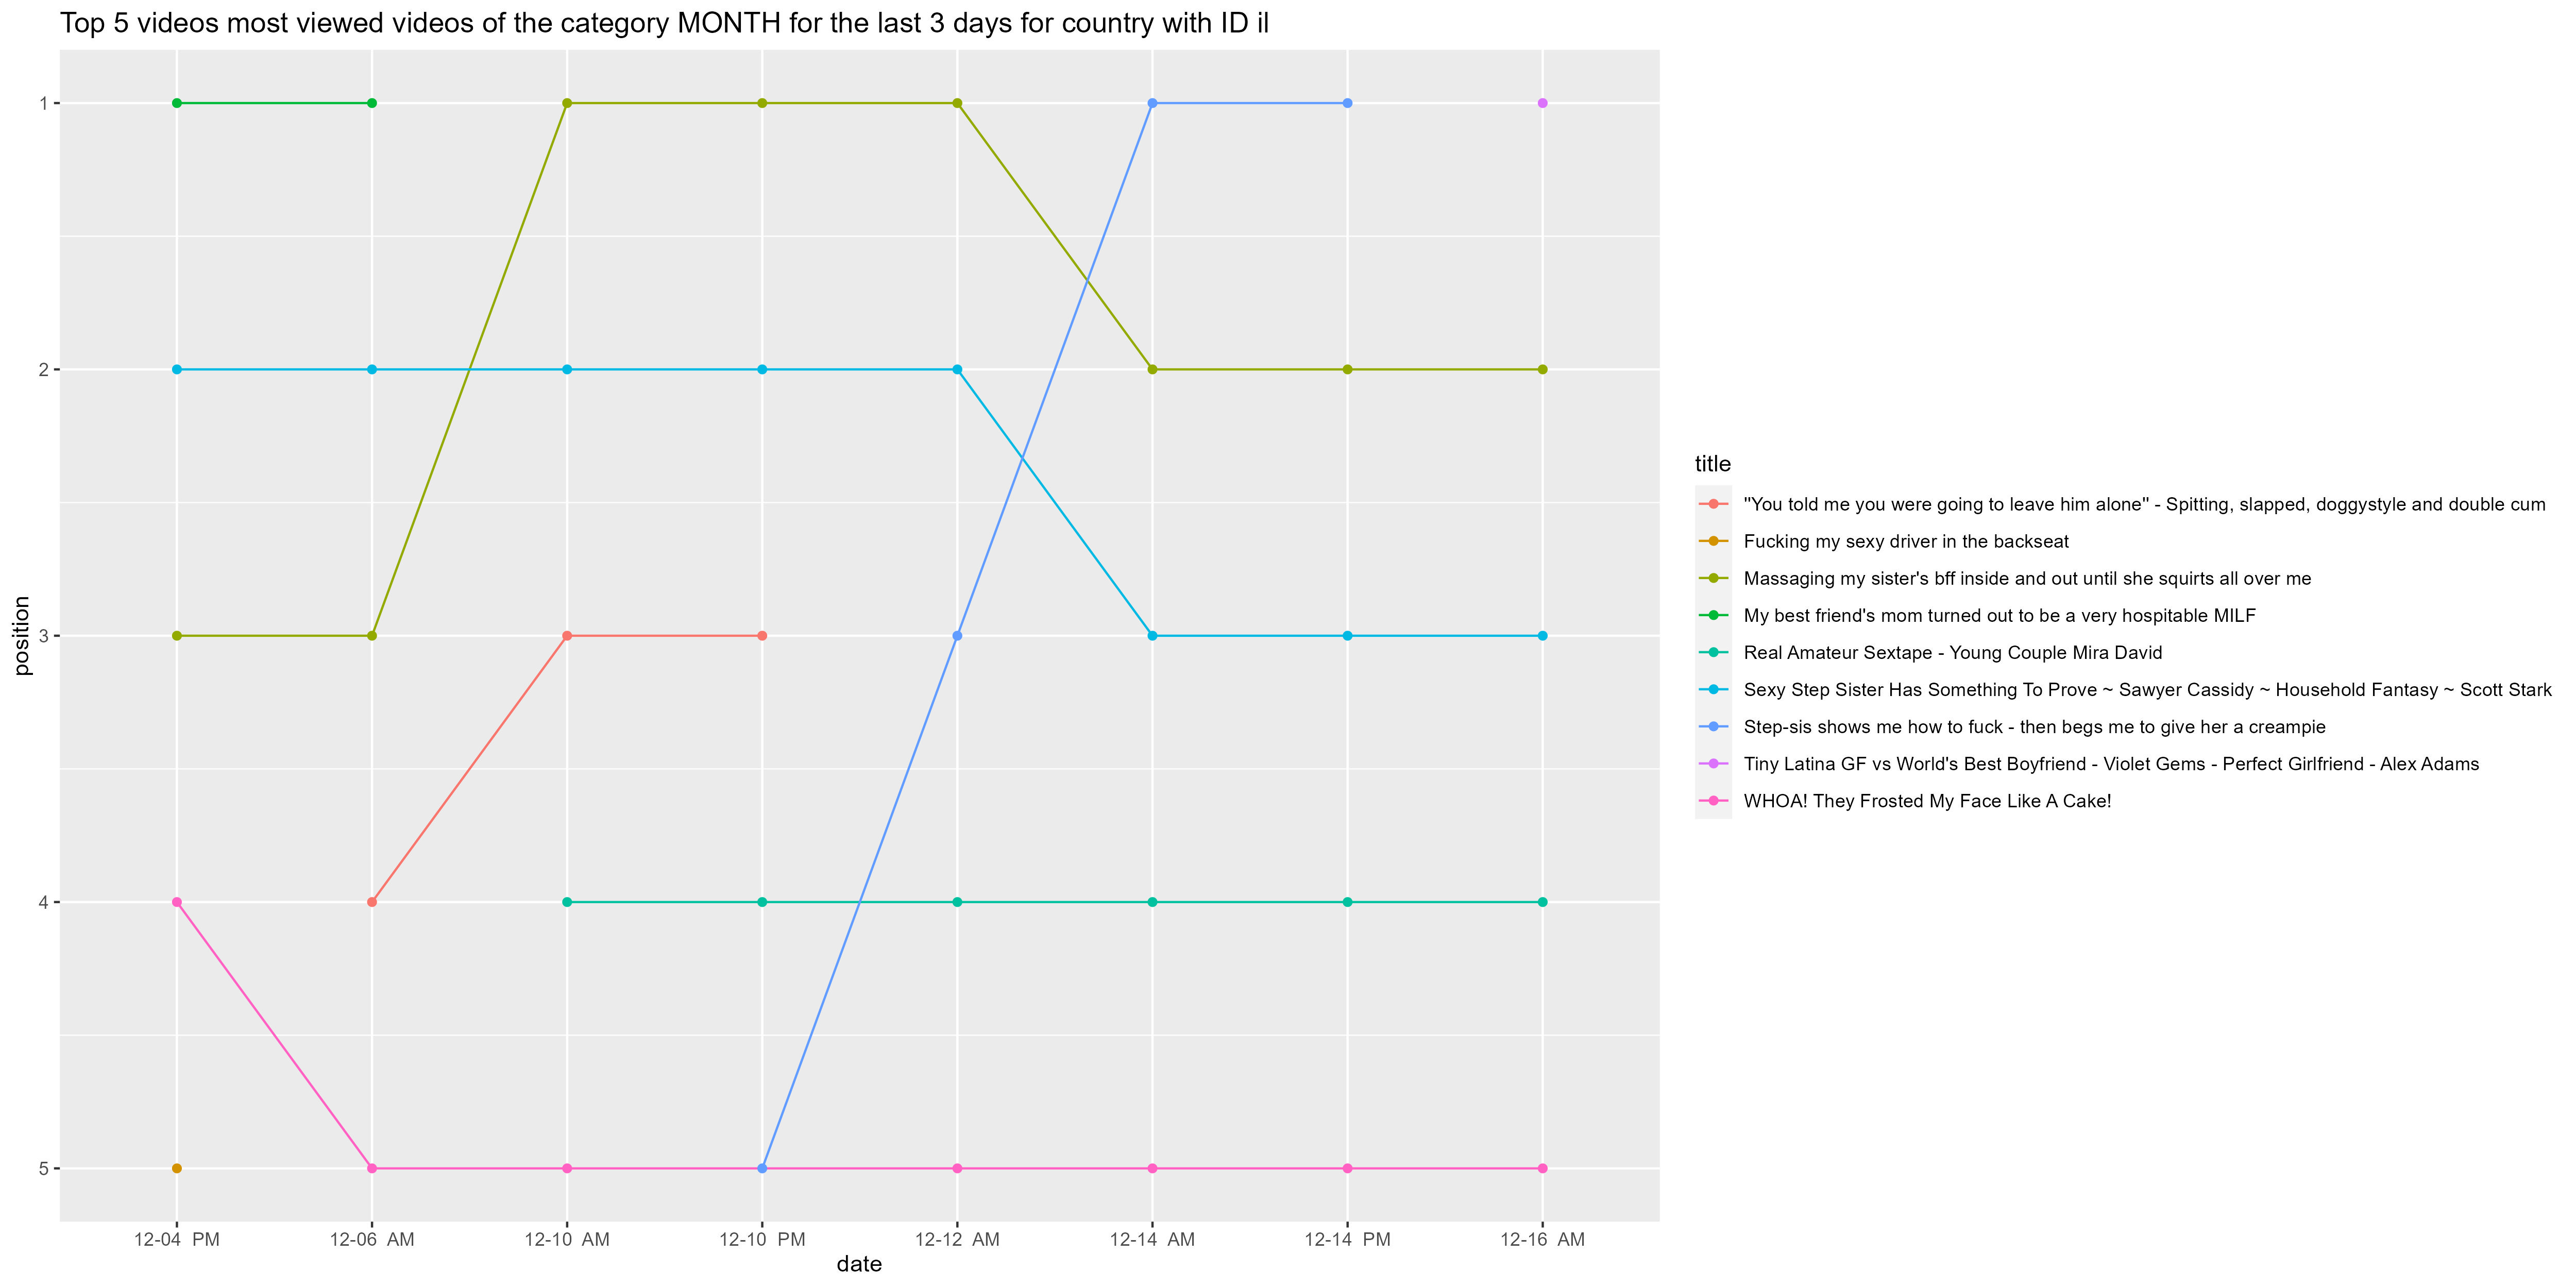 Top 5 videos most viewed videos of the category MONTH for the last 3 days for country with ID il
position
1
2
3
4
5
12-04 PM
12-06 AM
12-10 AM
12-10 PM
12-12 AM
12-14 AM
12-14 PM
12-16 AM
date
title
"You told me you were going to leave him alone" - Spitting, slapped, doggystyle and double cum
Fucking my sexy driver in the backseat
Massaging my sister's bff inside and out until she squirts all over me
My best friend's mom turned out to be a very hospitable MILF
Real Amateur Sextape - Young Couple Mira David
Sexy Step Sister Has Something To Prove ~ Sawyer Cassidy ~ Household Fantasy ~ Scott Stark
Step-sis shows me how to fuck - then begs me to give her a creampie
Tiny Latina GF vs World's Best Boyfriend - Violet Gems - Perfect Girlfriend - Alex Adams
WHOA! They Frosted My Face Like A Cake!